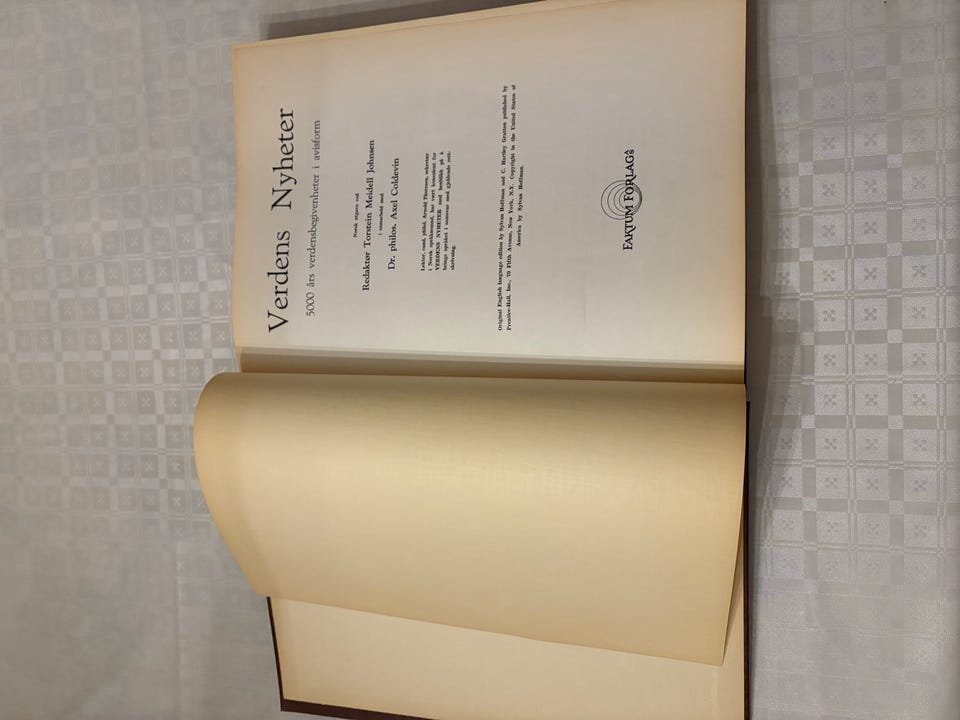 Verdens Nyheter
5000 års verdensbegivenheter i avisform
Norsk utgave ved
Redaktør Torstein Meidell Johnsen
i samarbeid med
Dr. philos. Axel Coldevin
Lektor, cand. philol. Arnold Thoresen, sekretær
i Norsk språknemnd, har vært konsulent for
VERDENS NYHETER med henblikk på å
bringe språket i samsvar med gjeldende rett-
skrivning.
Original English language edition by Sylvan Hoffman and C. Hartley Grattan published by
Prentice-Hall, Inc., 70 Fifth Avenue, New York, N.Y. Copyright in the United States of
America by Sylvan Hoffman.
FAKTUM FORLAG A/S